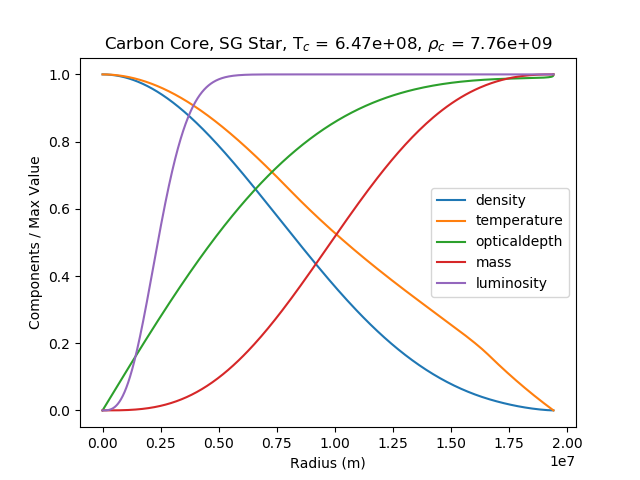 Carbon Core, SG Star, T_c = 6.47e+08, ρ_c = 7.76e+09
Components / Max Value
1.0
0.8
0.6
0.4
0.2
0.0
density
temperature
opticaldepth
mass
luminosity
0.00 0.25 0.50 0.75 1.00 1.25 1.50 1.75 2.00
1e7
Radius (m)